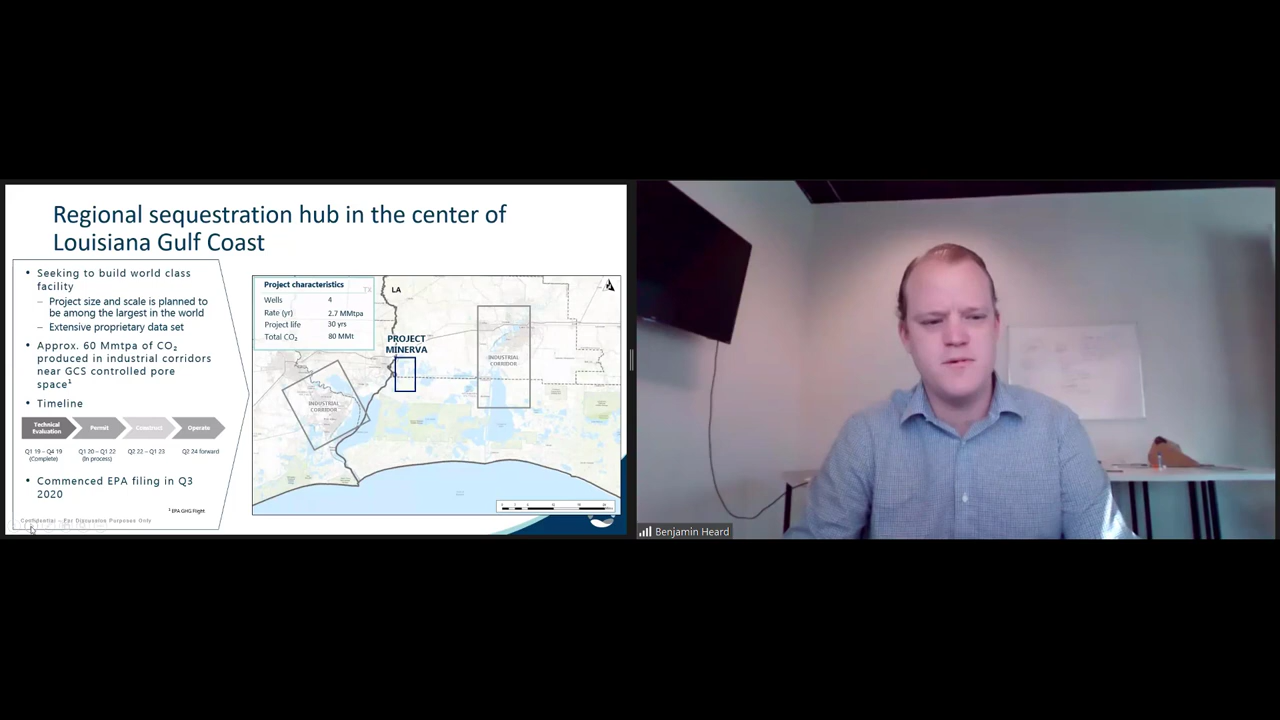 Regional sequestration hub in the center of
Louisiana Gulf Coast
• Seeking to build world class
facility
– Project size and scale is planned to
be among the largest in the world
– Extensive proprietary data set
• Approx. 60 Mmtpa of CO₂
produced in industrial corridors
near GCS controlled pore
space¹
• Timeline
Technical
Evaluation
Permit
Construct
Operate
Q1 19 – Q4 19
(Complete)
Q1 20 – Q1 22
(In process)
Q2 22 – Q1 23
Q2 24 forward
• Commenced EPA filing in Q3
2020
¹ EPA GHG Flight
Confidential – For Discussion Purposes Only
Project characteristics
Wells 4
Rate (yr) 2.7 MMtpa
Project life 30 yrs
Total CO₂ 80 MMt
TX
LA
PROJECT
MINERVA
INDUSTRIAL
CORRIDOR
INDUSTRIAL
CORRIDOR
Benjamin Heard